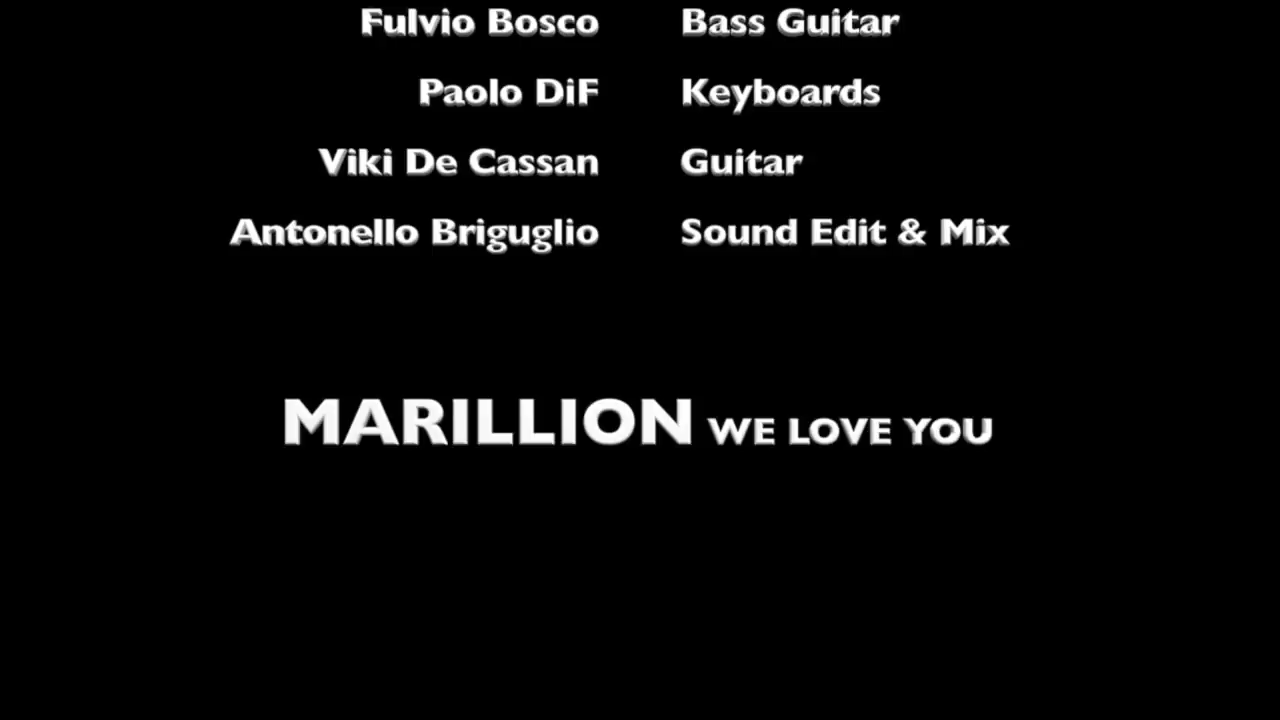 Fulvio Bosco Bass Guitar
Paolo DiF Keyboards
Viki De Cassan Guitar
Antonello Briguglio Sound Edit & Mix
MARILLION WE LOVE YOU